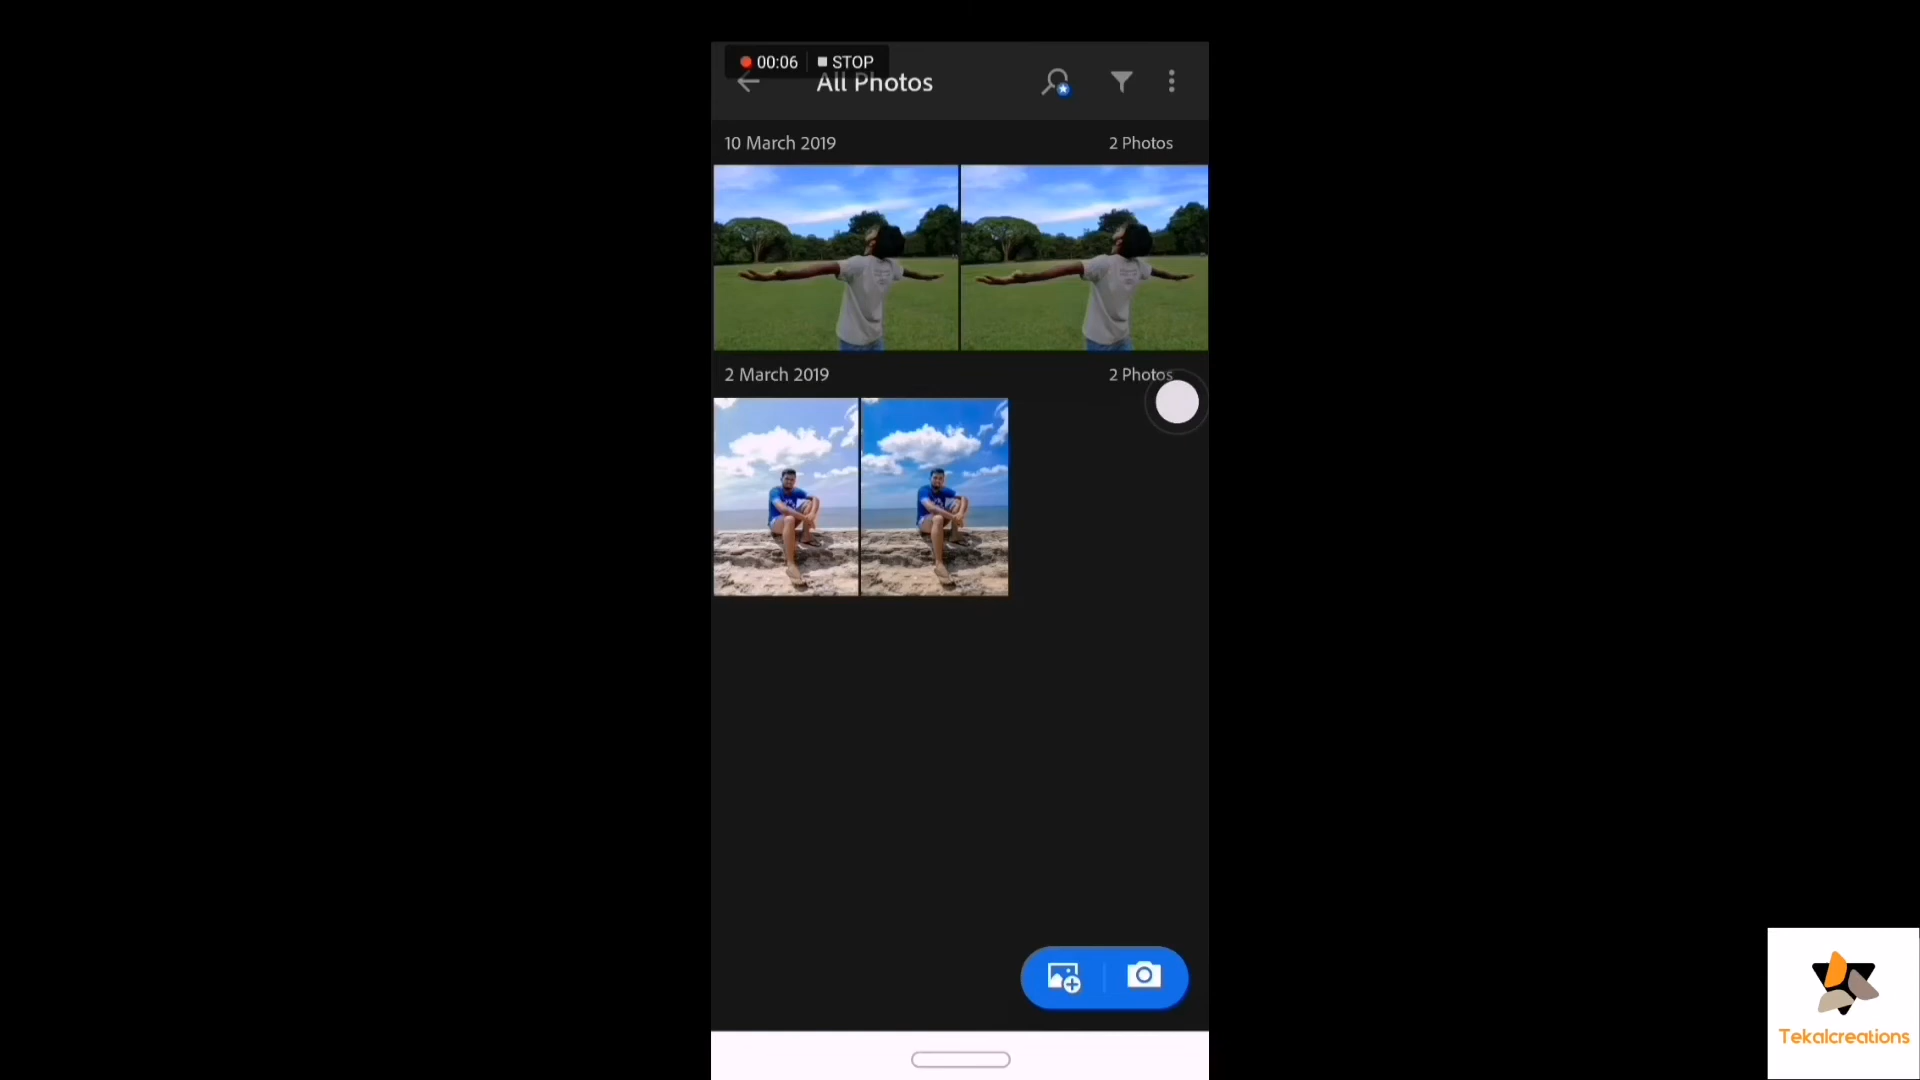 00:06 STOP
All Photos
10 March 2019 2 Photos
2 March 2019 2 Photos
Tekalcreations